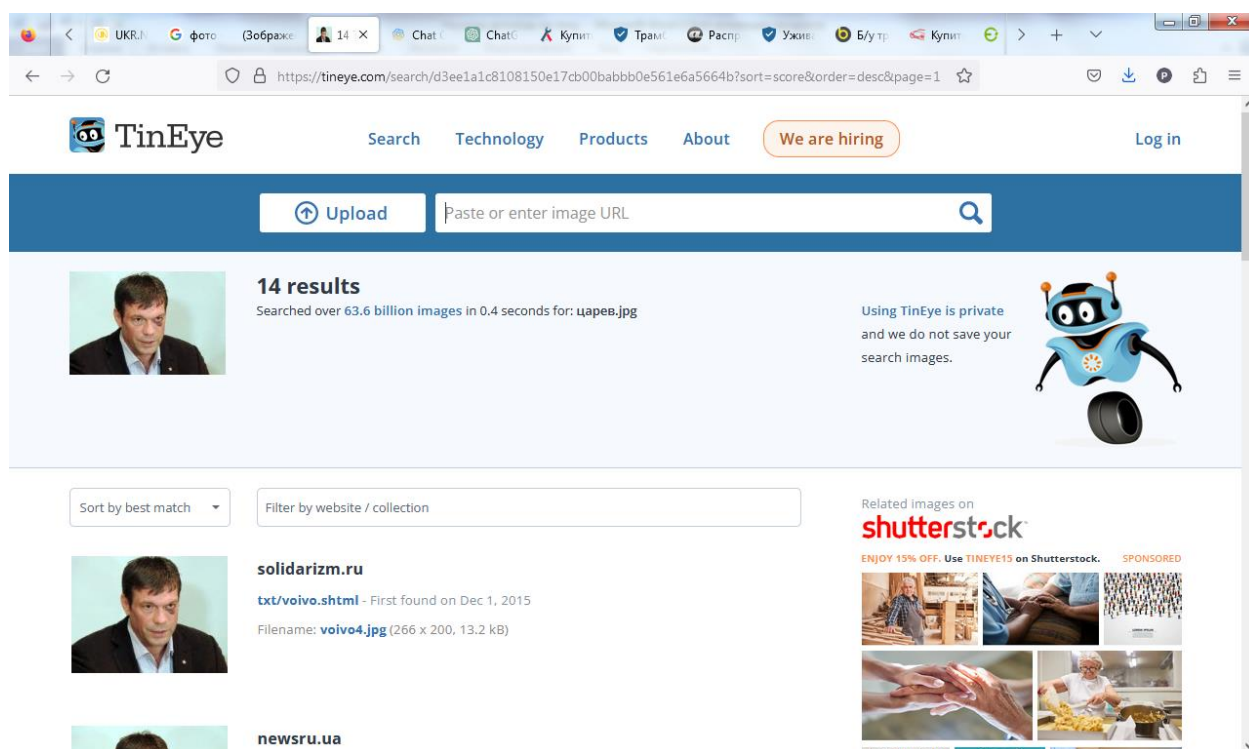 UKR.N
G фото
(Зображе
14
Chat
ChatG
Купит
Трам
Распр
Ужив
Б/у тр
Купит
https://tineye.com/search/d3ee1a1c8108150e17cb00babbb0e561e6a5664b?sort=score&order=desc&page=1
TinEye
Search
Technology
Products
About
We are hiring
Log in
Upload
Paste or enter image URL
14 results
Searched over 63.6 billion images in 0.4 seconds for: царев.jpg
Using TinEye is private
and we do not save your
search images.
Sort by best match
Filter by website / collection
solidarizm.ru
txt/voivo.shtml - First found on Dec 1, 2015
Filename: voivo4.jpg (266 x 200, 13.2 kB)
newsru.ua
Related images on
shutterstock
ENJOY 15% OFF. Use TINEYE15 on Shutterstock.
SPONSORED